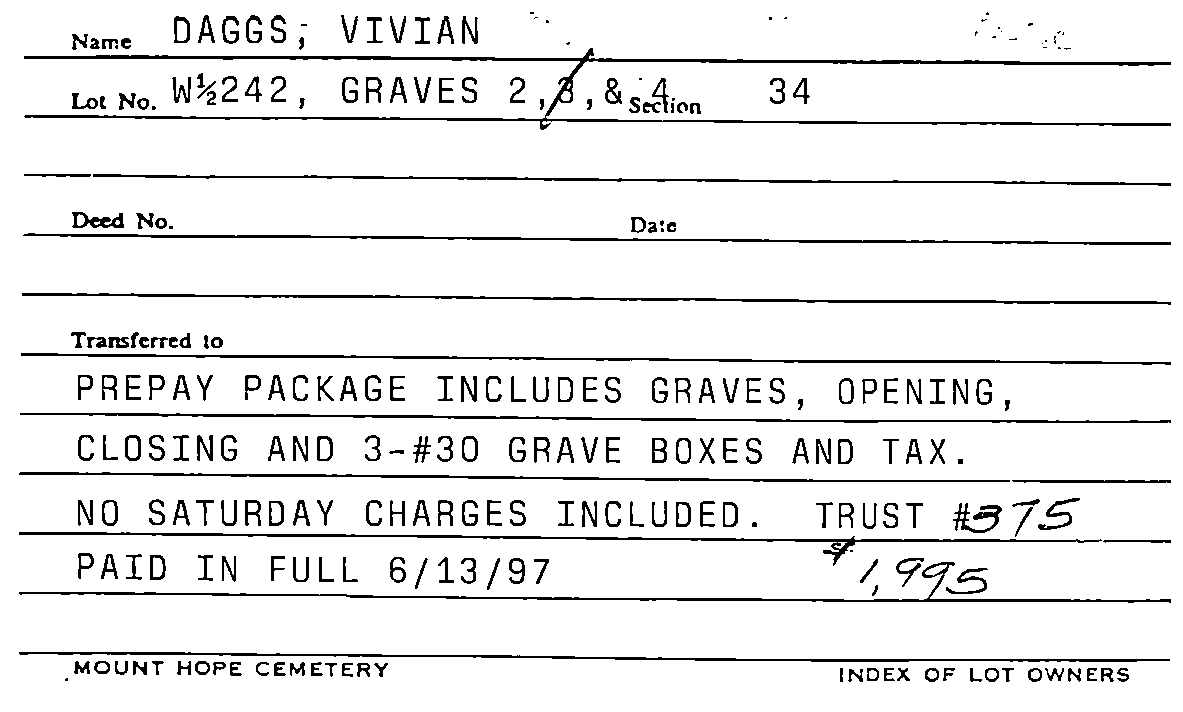 Name DAGGS, VIVIAN
Lot No. W½242, GRAVES 2,3,& 4 Section 34
Deed No. Date
Transferred to
PREPAY PACKAGE INCLUDES GRAVES, OPENING,
CLOSING AND 3-#30 GRAVE BOXES AND TAX.
NO SATURDAY CHARGES INCLUDED. TRUST #375
PAID IN FULL 6/13/97 $1,995
MOUNT HOPE CEMETERY INDEX OF LOT OWNERS